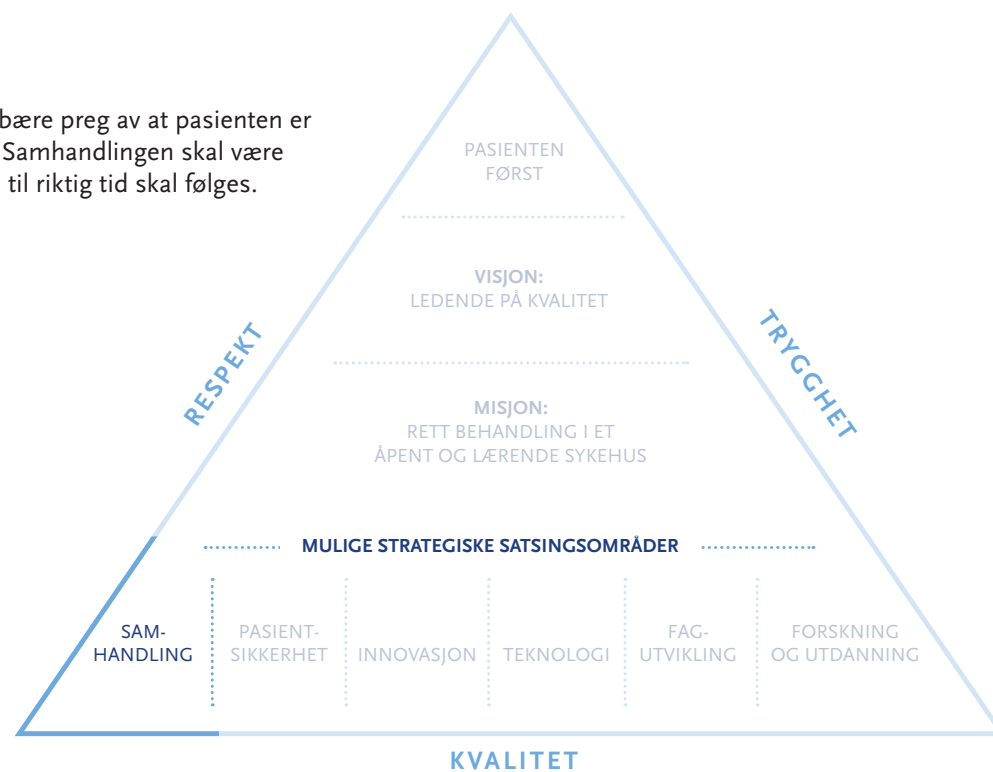 bære preg av at pasienten er
Samhandlingen skal være
til riktig tid skal følges.
PASIENTEN
FØRST
VISJON:
LEDENDE PÅ KVALITET
RESPEKT
TRYGGHET
MISJON:
RETT BEHANDLING I ET
ÅPENT OG LÆRENDE SYKEHUS
MULIGE STRATEGISKE SATSINGSOMRÅDER
SAM-
HANDLING
PASIENT-
SIKKERHET
INNOVASJON
TEKNOLOGI
FAG-
UTVIKLING
FORSKNING
OG UTDANNING
KVALITET